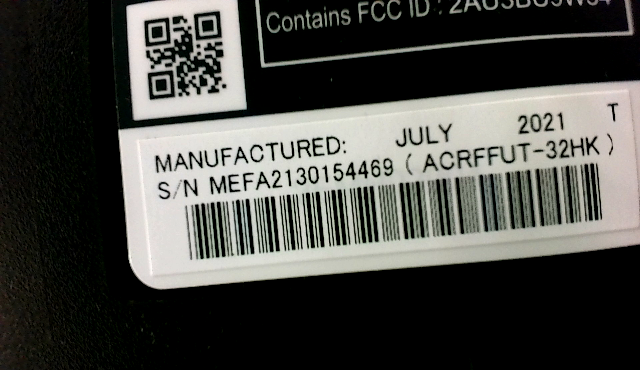 Contains FCC ID :
MANUFACTURED: JULY 2021 T
S/N MEFA2130154469 ( ACRFFUT-32HK )